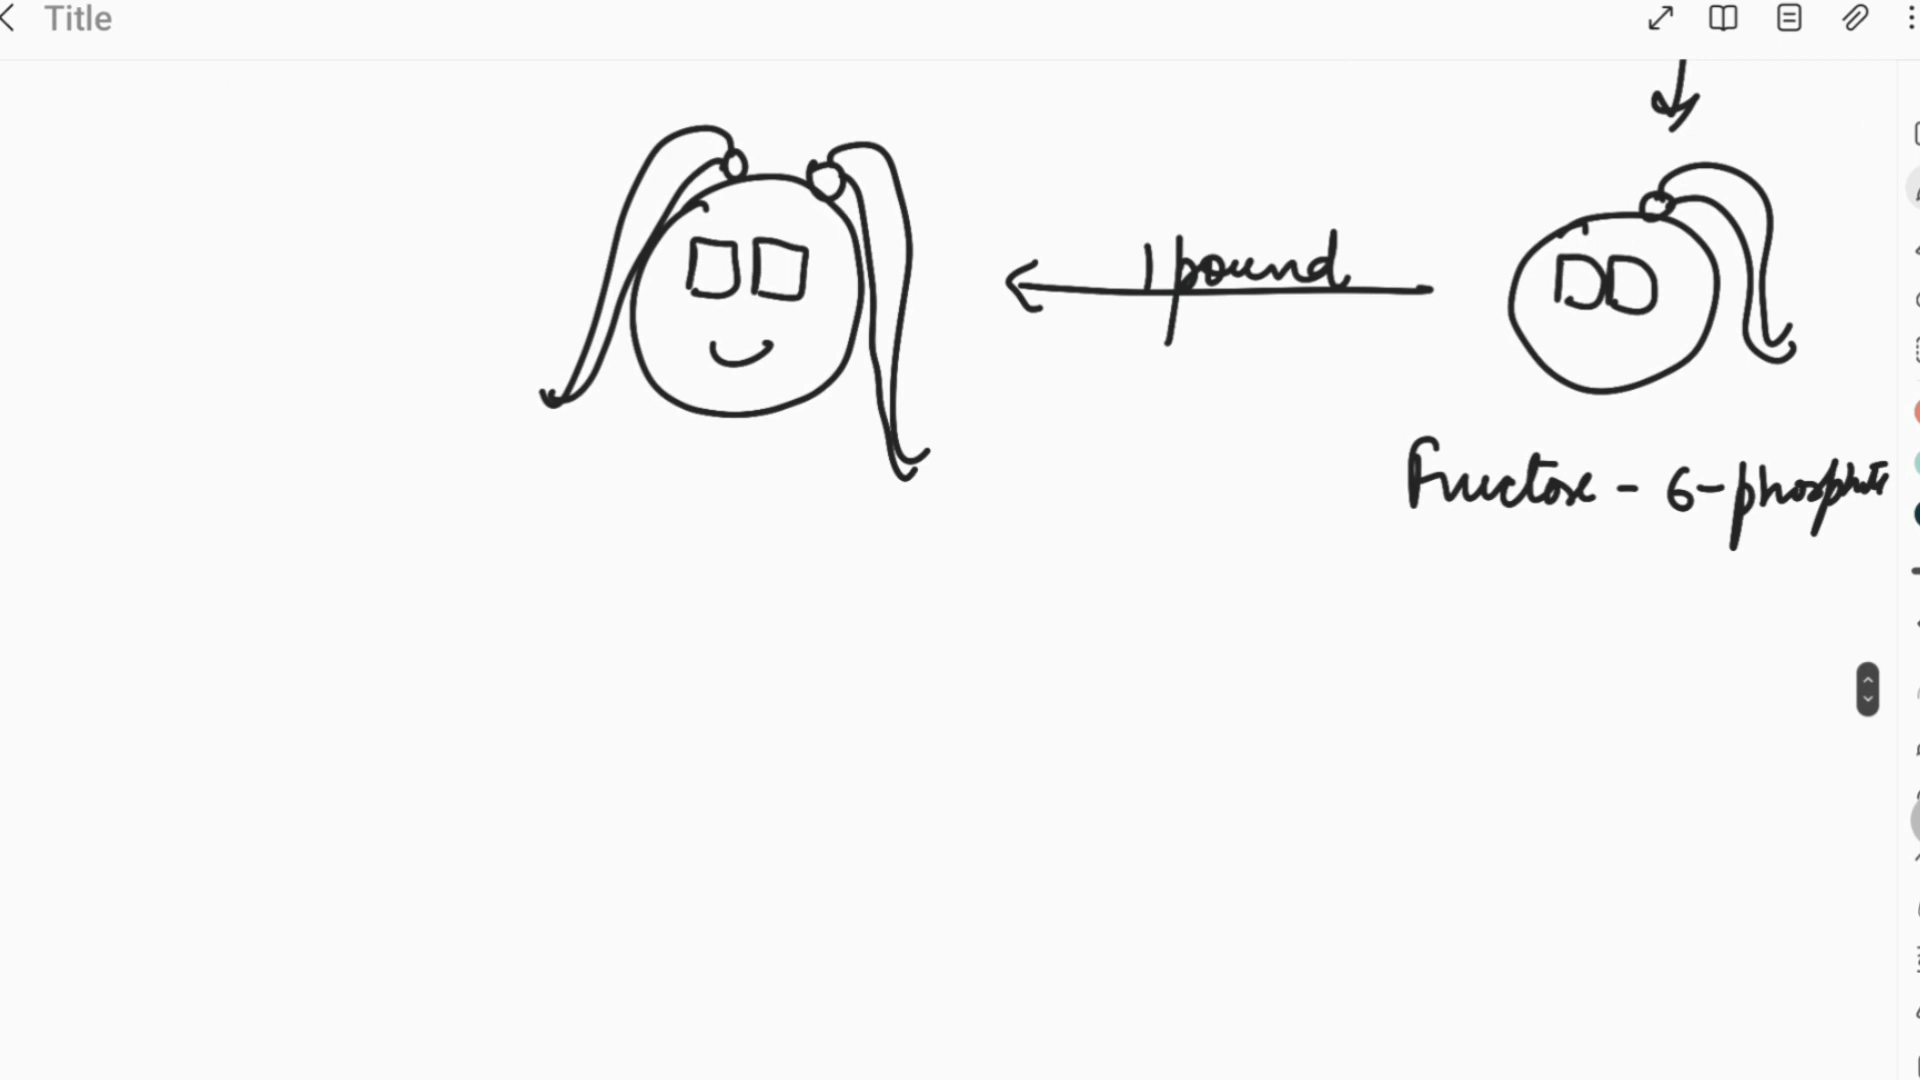 Title
1 pound
Fructose - 6 - phosphate